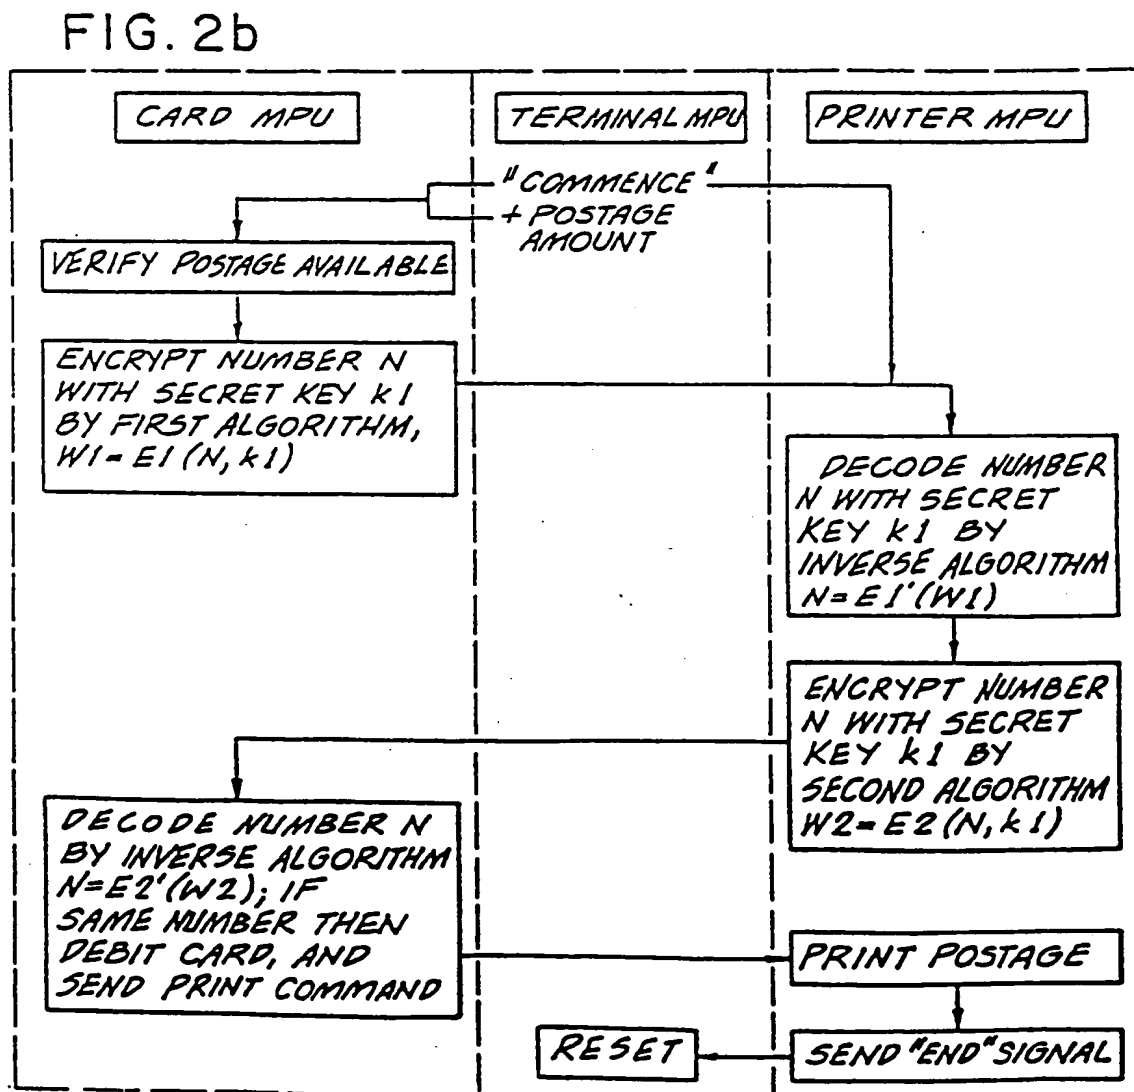 FIG. 2b
CARD MPU
TERMINAL MPU
PRINTER MPU
"COMMENCE"
+ POSTAGE
AMOUNT
VERIFY POSTAGE AVAILABLE
ENCRYPT NUMBER N
WITH SECRET KEY k1
BY FIRST ALGORITHM,
W1=E1(N,k1)
DECODE NUMBER
N WITH SECRET
KEY k1 BY
INVERSE ALGORITHM
N=E1'(W1)
ENCRYPT NUMBER
N WITH SECRET
KEY k1 BY
SECOND ALGORITHM
W2=E2(N,k1)
DECODE NUMBER N
BY INVERSE ALGORITHM
N=E2'(W2); IF
SAME NUMBER THEN
DEBIT CARD, AND
SEND PRINT COMMAND
PRINT POSTAGE
SEND "END" SIGNAL
RESET